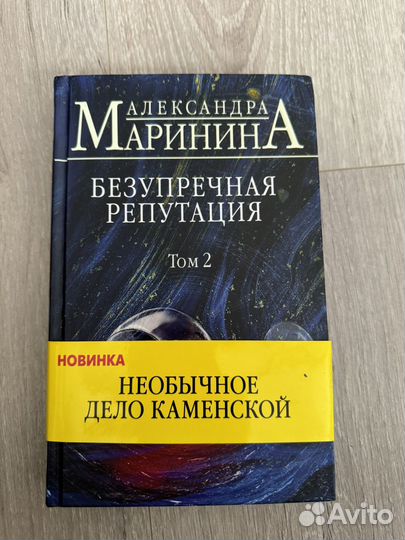 АЛЕКСАНДРА
МАРИНИНА
БЕЗУПРЕЧНАЯ
РЕПУТАЦИЯ
Том 2
НОВИНКА
НЕОБЫЧНОЕ
ДЕЛО КАМЕНСКОЙ
Avito